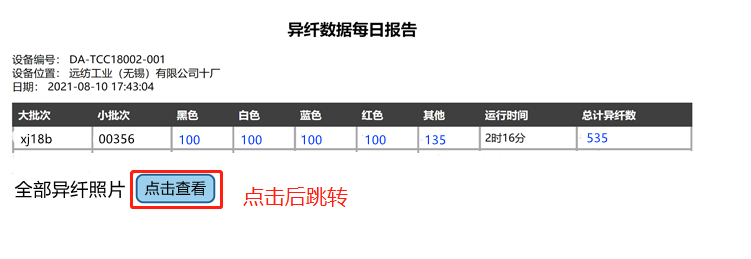 异纤数据每日报告
设备编号： DA-TCC18002-001
设备位置： 远纺工业（无锡）有限公司十厂
日期： 2021-08-10 17:43:04
大批次 小批次 黑色 白色 蓝色 红色 其他 运行时间 总计异纤数
xj18b 00356 100 100 100 100 135 2时16分 535
全部异纤照片 点击查看 点击后跳转